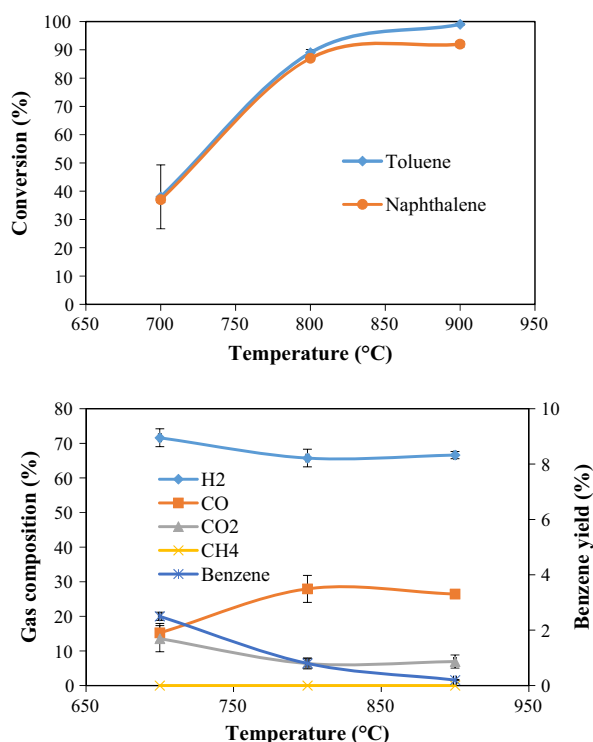 100
90
80
70
60
50
40
30
20
10
0
Conversion (%)
Toluene
Naphthalene
650 700 750 800 850 900 950
Temperature (°C)
80
70
60
50
40
30
20
10
0
Gas composition (%)
H2
CO
CO2
CH4
Benzene
10
8
6
4
2
0
Benzene yield (%)
650 750 850 950
Temperature (°C)